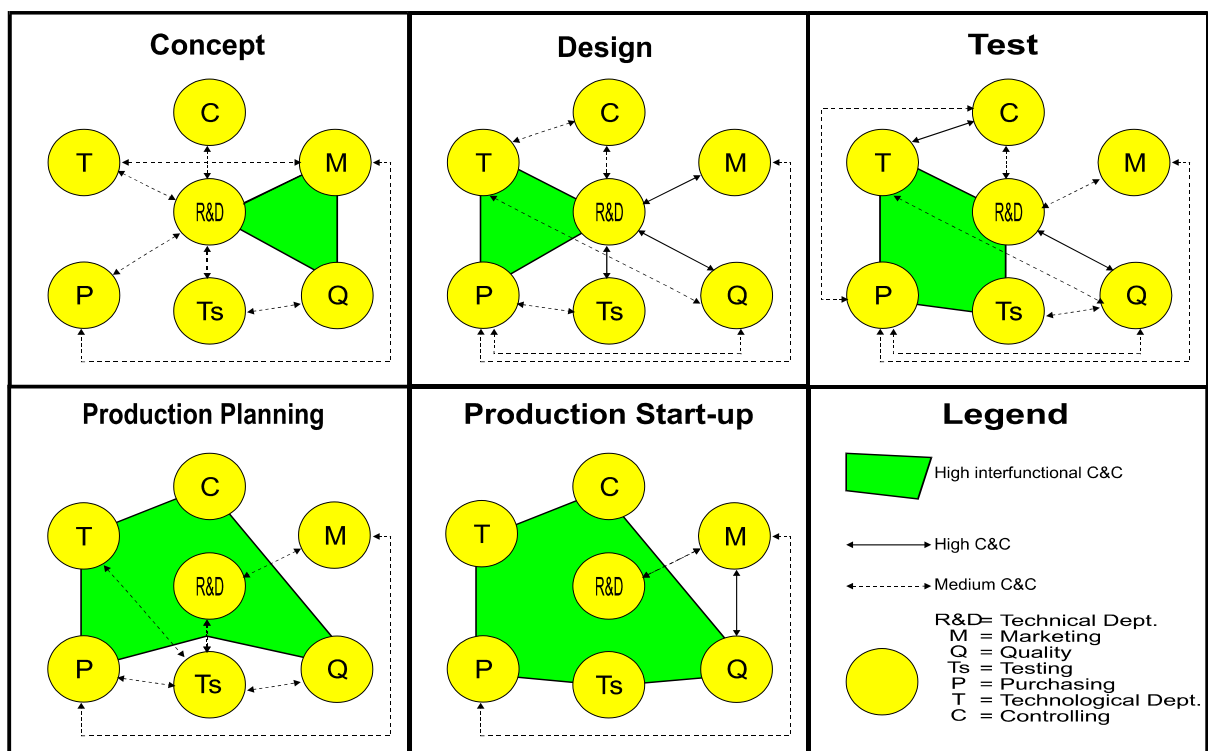 Concept
C
T
M
R&D
P
Ts
Q
Design
C
T
M
R&D
P
Ts
Q
Test
C
T
M
R&D
P
Ts
Q
Production Planning
C
T
M
R&D
P
Ts
Q
Production Start-up
C
T
M
R&D
P
Ts
Q
Legend
High interfunctional C&C
High C&C
Medium C&C
R&D= Technical Dept.
M = Marketing
Q = Quality
Ts = Testing
P = Purchasing
T = Technological Dept.
C = Controlling